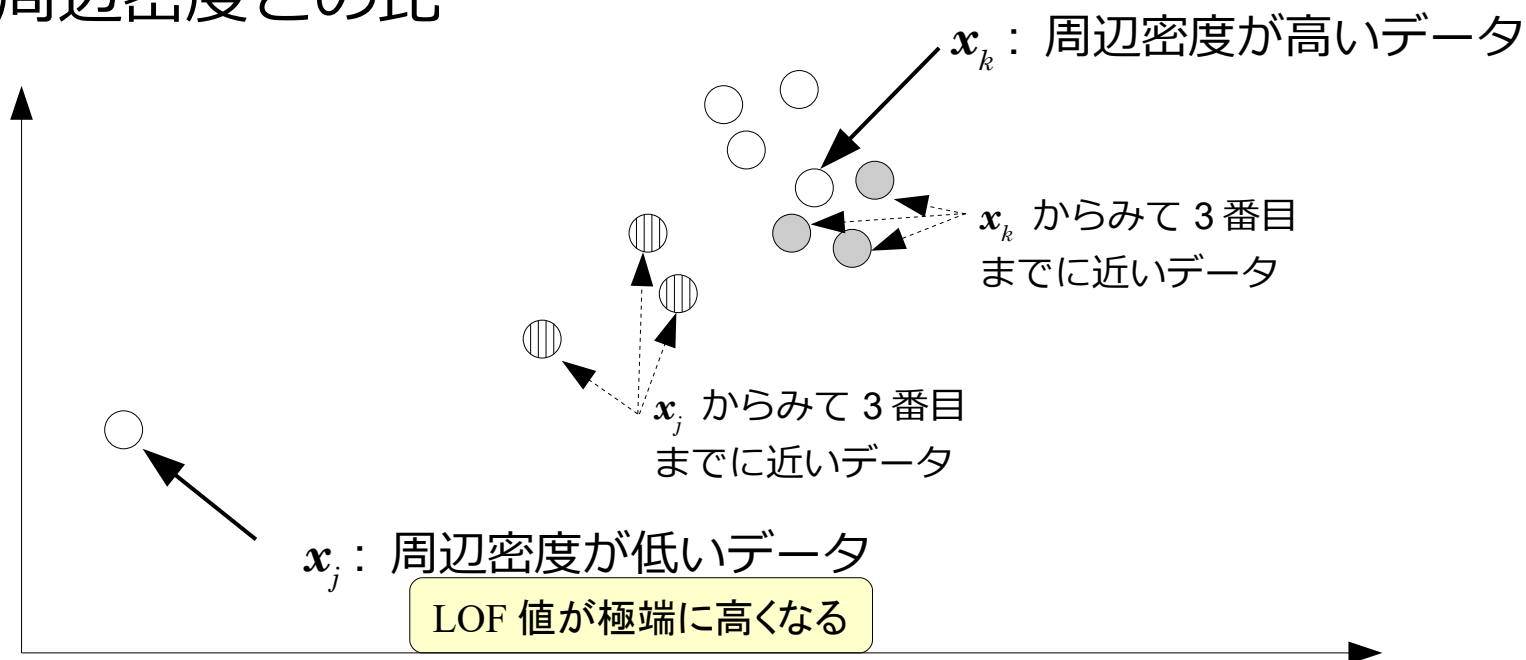 周辺密度との比
x_k : 周辺密度が高いデータ
x_k からみて 3 番目
までに近いデータ
x_j からみて 3 番目
までに近いデータ
x_j : 周辺密度が低いデータ
LOF 値が極端に高くなる